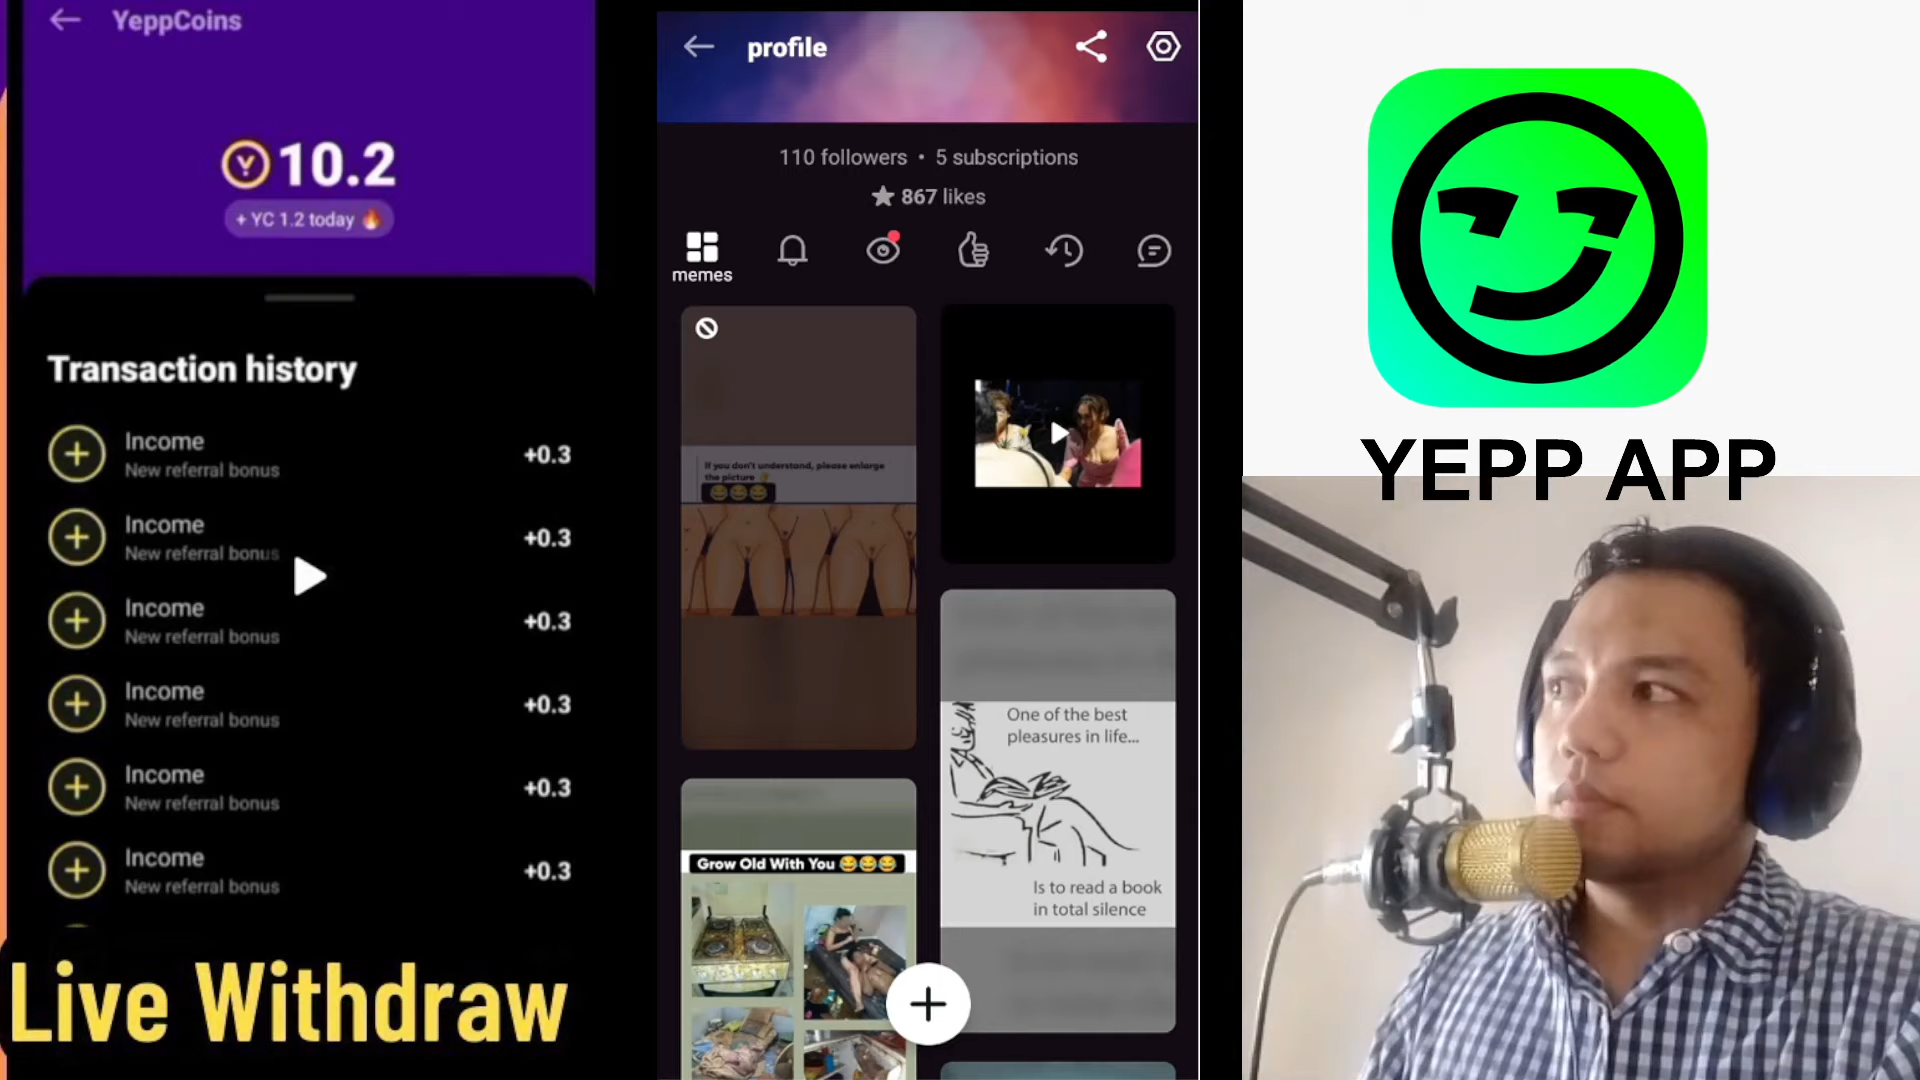 YeppCoins
10.2
+ YC 1.2 today 🔥
Transaction history
Income
New referral bonus
+0.3
Income
New referral bonus
+0.3
Income
New referral bonus
+0.3
Income
New referral bonus
+0.3
Income
New referral bonus
+0.3
Income
New referral bonus
+0.3
Live Withdraw
profile
110 followers • 5 subscriptions
867 likes
memes
If you don't understand, please enlarge
the picture
😂😂😂
Grow Old With You 😂😂😂
One of the best
pleasures in life...
Is to read a book
in total silence
YEPP APP